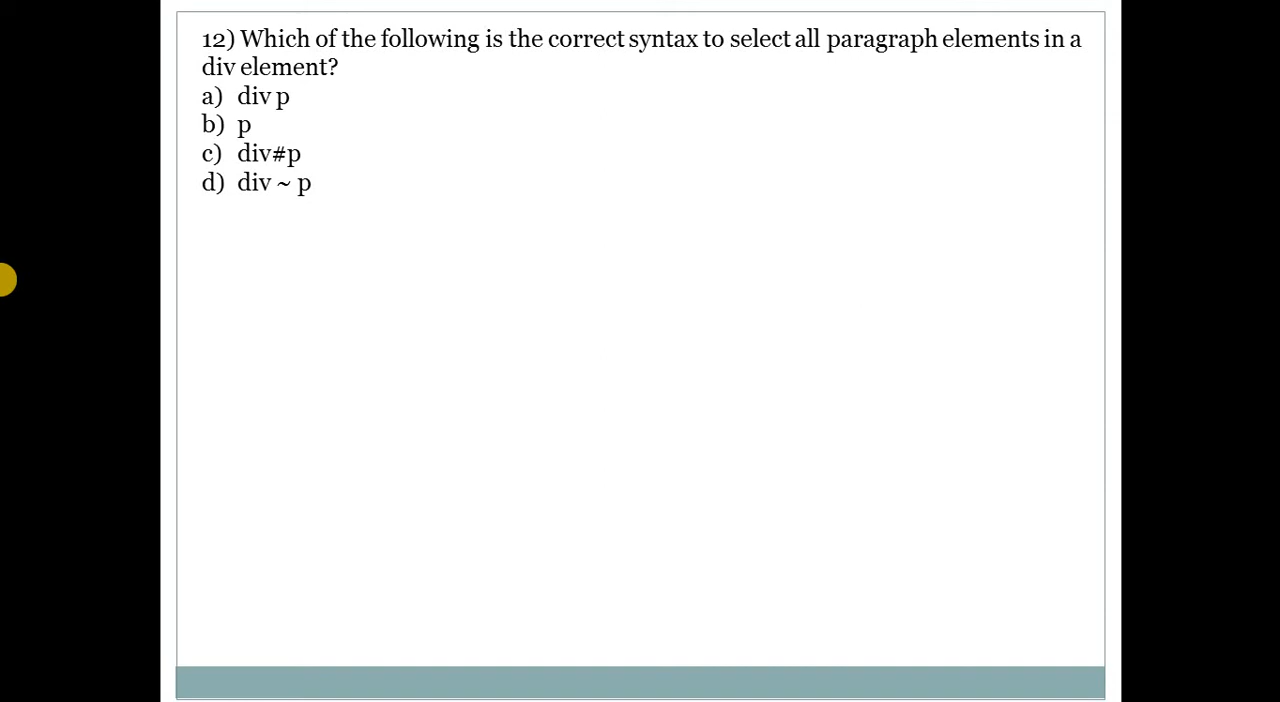 12) Which of the following is the correct syntax to select all paragraph elements in a
div element?
a) div p
b) p
c) div#p
d) div ~ p